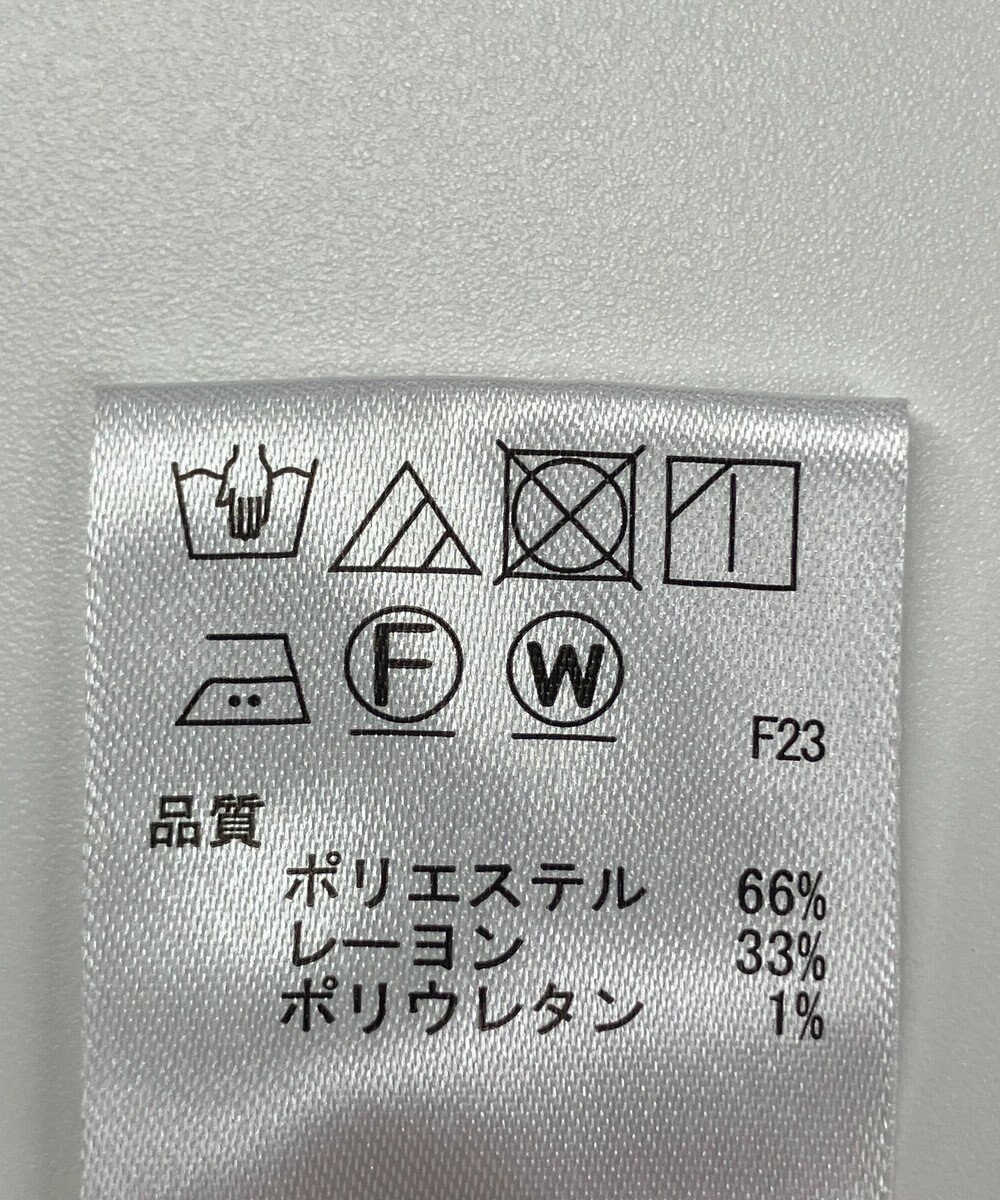 F W
F23
品質
ポリエステル 66%
レーヨン 33%
ポリウレタン 1%